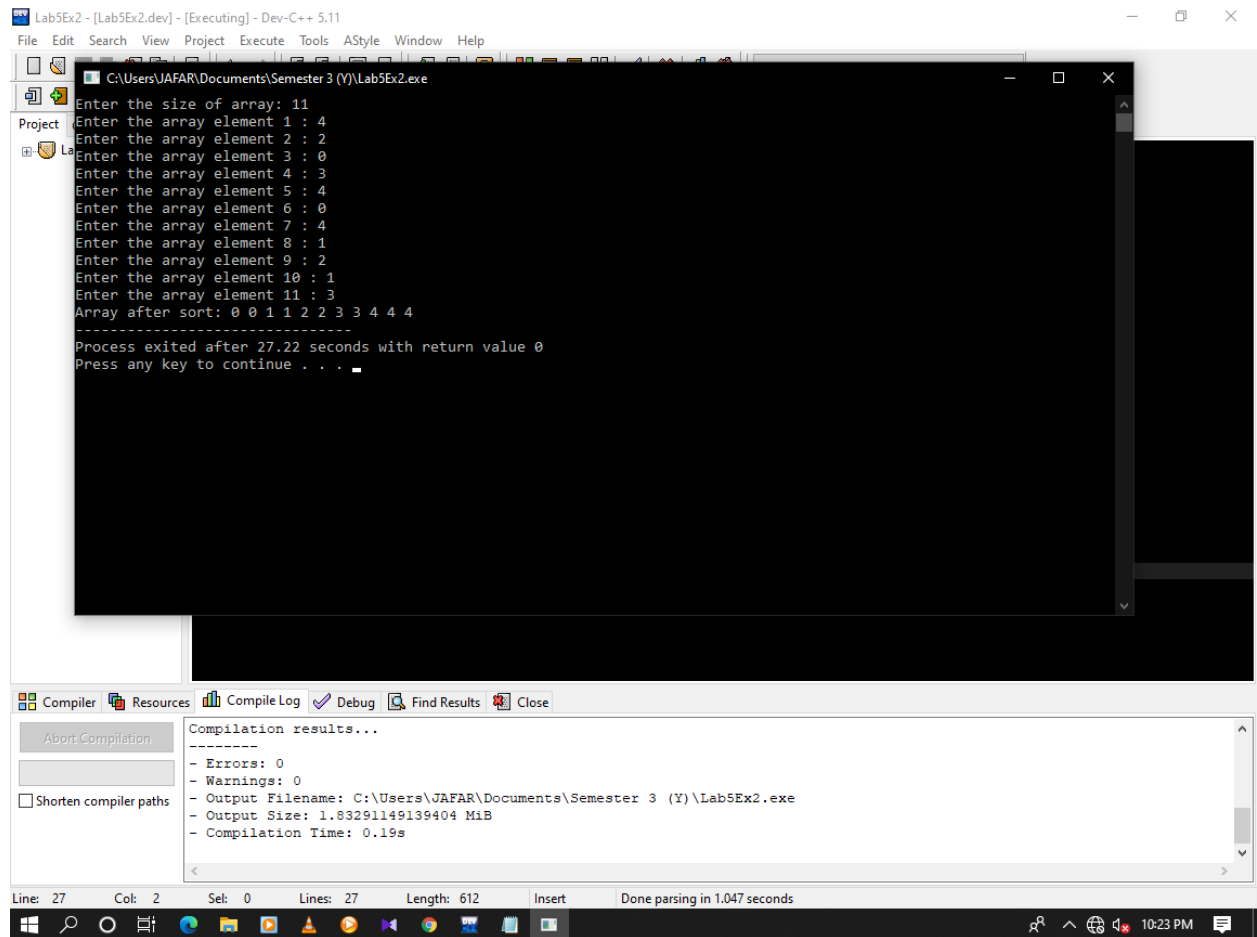 Lab5Ex2 - [Lab5Ex2.dev] - [Executing] - Dev-C++ 5.11
File Edit Search View Project Execute Tools AStyle Window Help
C:\Users\JAFAR\Documents\Semester 3 (Y)\Lab5Ex2.exe
Enter the size of array: 11
Enter the array element 1 : 4
Project
Enter the array element 2 : 2
Enter the array element 3 : 0
Enter the array element 4 : 3
Enter the array element 5 : 4
Enter the array element 6 : 0
Enter the array element 7 : 4
Enter the array element 8 : 1
Enter the array element 9 : 2
Enter the array element 10 : 1
Enter the array element 11 : 3
Array after sort: 0 0 1 1 2 2 3 3 4 4 4
--------------------------------
Process exited after 27.22 seconds with return value 0
Press any key to continue . . .
Compiler Resources Compile Log Debug Find Results Close
Abort Compilation
Shorten compiler paths
Compilation results...
--------
- Errors: 0
- Warnings: 0
- Output Filename: C:\Users\JAFAR\Documents\Semester 3 (Y)\Lab5Ex2.exe
- Output Size: 1.83291149139404 MiB
- Compilation Time: 0.19s
Line: 27 Col: 2 Sel: 0 Lines: 27 Length: 612 Insert Done parsing in 1.047 seconds
10:23 PM